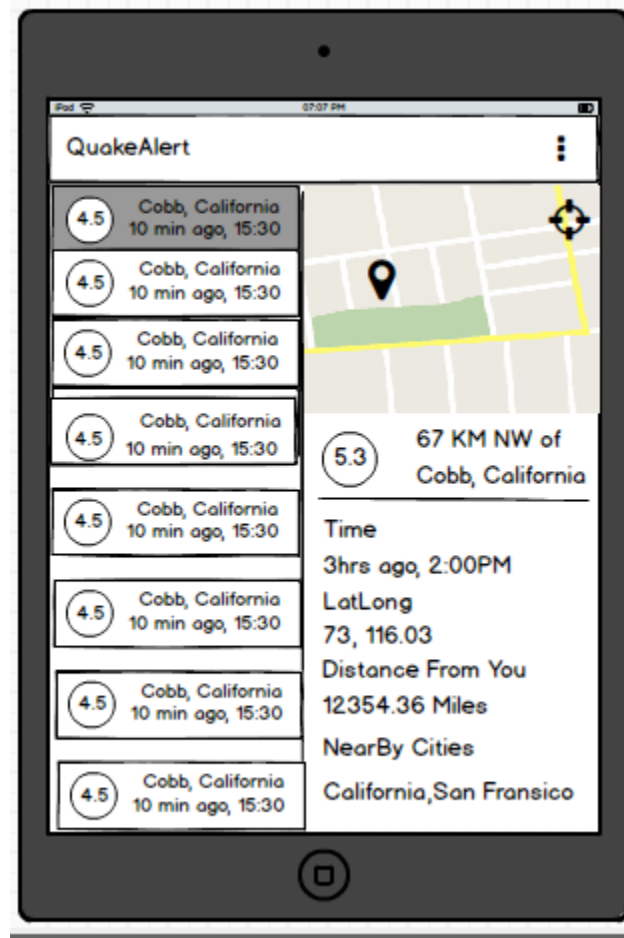 iPod
07:07 PM
QuakeAlert
4.5
Cobb, California
10 min ago, 15:30
4.5
Cobb, California
10 min ago, 15:30
4.5
Cobb, California
10 min ago, 15:30
4.5
Cobb, California
10 min ago, 15:30
4.5
Cobb, California
10 min ago, 15:30
4.5
Cobb, California
10 min ago, 15:30
4.5
Cobb, California
10 min ago, 15:30
4.5
Cobb, California
10 min ago, 15:30
5.3
67 KM NW of
Cobb, California
Time
3hrs ago, 2:00PM
LatLong
73, 116.03
Distance From You
12354.36 Miles
NearBy Cities
California,San Fransico